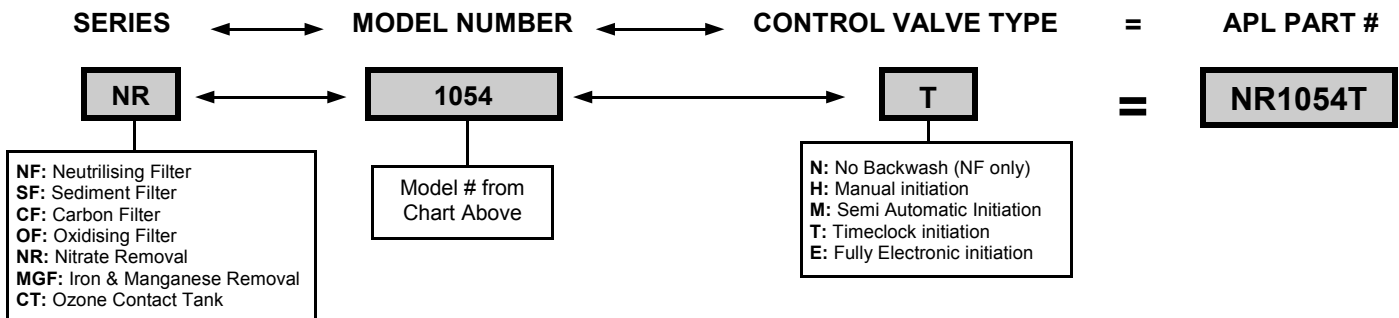 SERIES MODEL NUMBER CONTROL VALVE TYPE = APL PART #
NR 1054 T = NR1054T
NF: Neutrilising Filter
SF: Sediment Filter
CF: Carbon Filter
OF: Oxidising Filter
NR: Nitrate Removal
MGF: Iron & Manganese Removal
CT: Ozone Contact Tank
Model # from
Chart Above
N: No Backwash (NF only)
H: Manual initiation
M: Semi Automatic Initiation
T: Timeclock initiation
E: Fully Electronic initiation